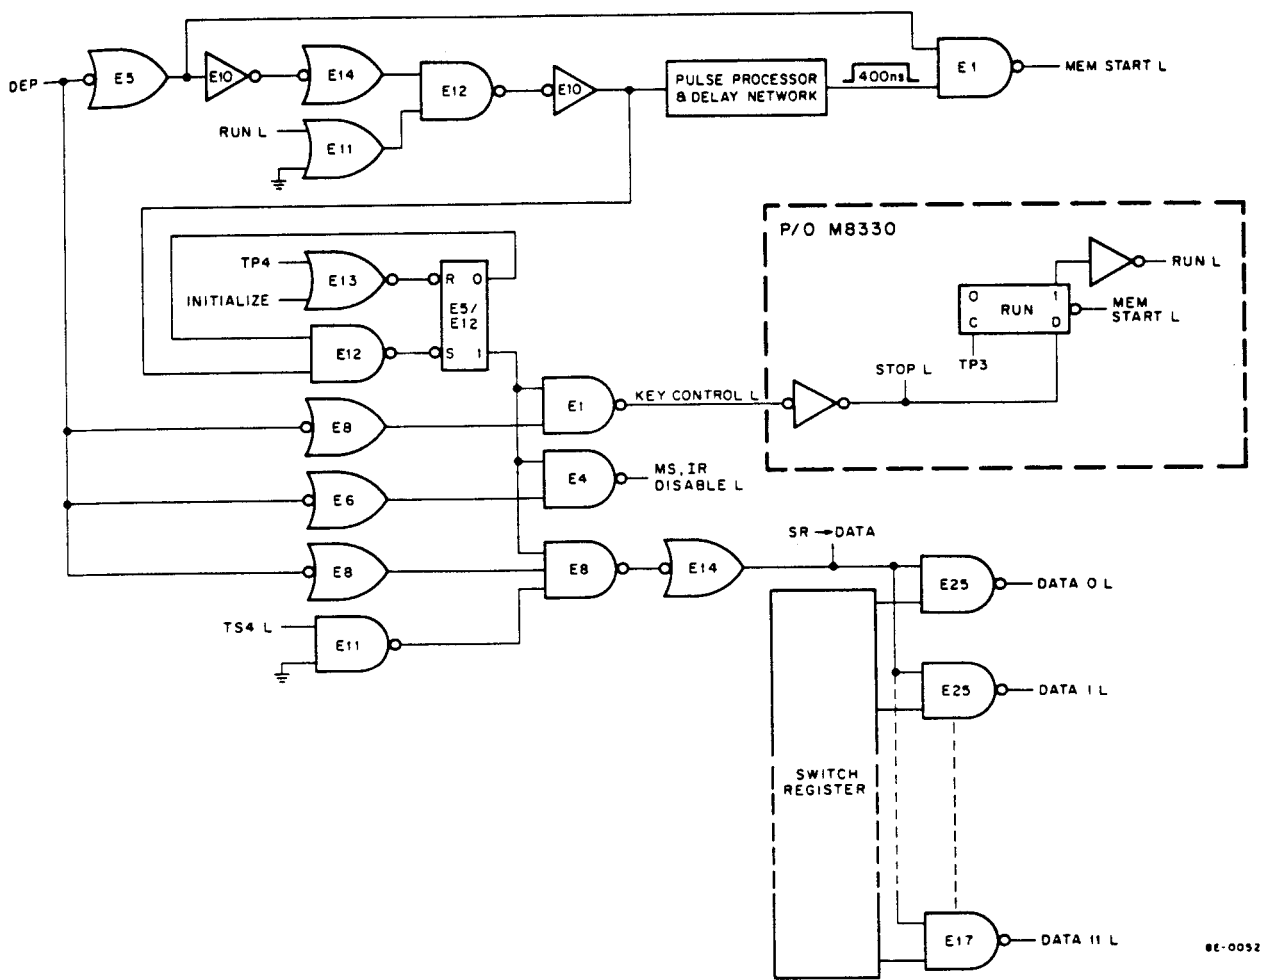 DEP
E5
E10
E14
E12
E10
PULSE PROCESSOR
& DELAY NETWORK
400ns
E1
MEM START L
RUN L
E11
P/O M8330
TP4
INITIALIZE
E13
R 0
E5/
E12
S 1
E12
0 1
RUN
C D
RUN L
MEM
START L
TP3
STOP L
KEY CONTROL L
E1
E8
E4
MS, IR
DISABLE L
E6
E8
E8
E14
SR → DATA
TS4 L
E11
SWITCH
REGISTER
E25
DATA 0 L
E25
DATA 1 L
E17
DATA 11 L
8E-0052